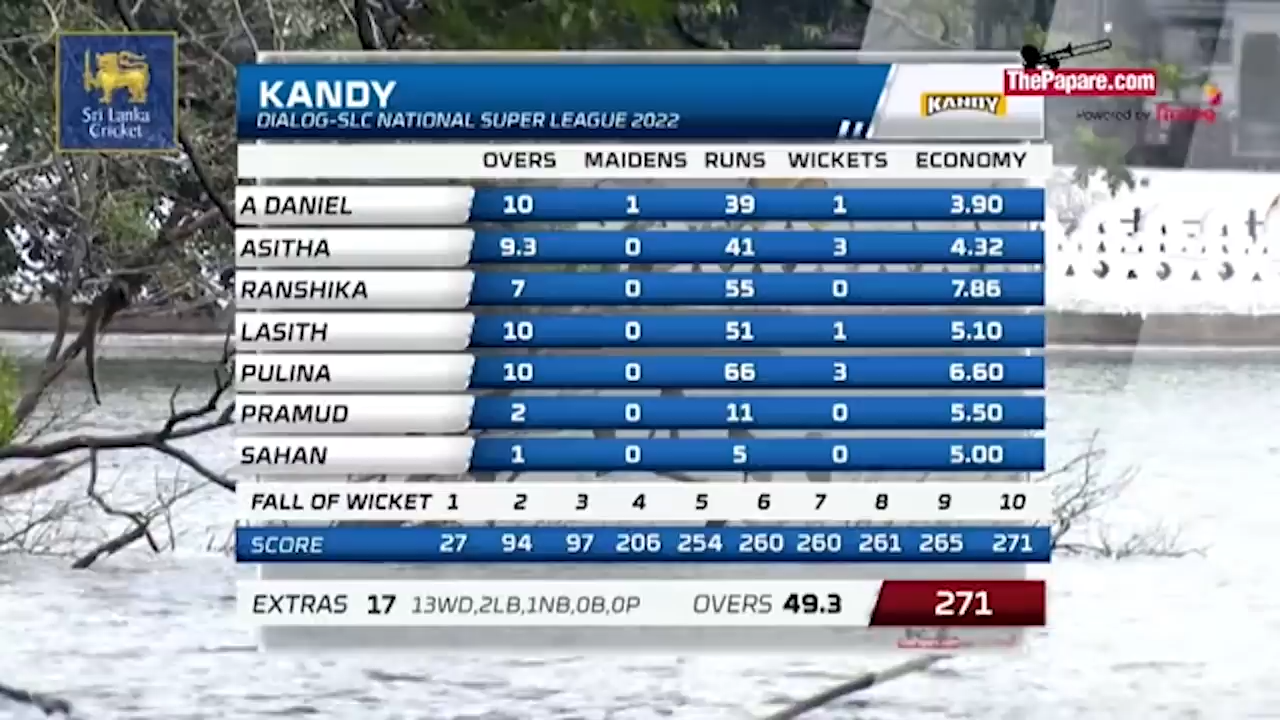 Sri Lanka
Cricket
KANDY
DIALOG-SLC NATIONAL SUPER LEAGUE 2022
KANDY
ThePapare.com
Powered by
OVERS MAIDENS RUNS WICKETS ECONOMY
A DANIEL 10 1 39 1 3.90
ASITHA 9.3 0 41 3 4.32
RANSHIKA 7 0 55 0 7.86
LASITH 10 0 51 1 5.10
PULINA 10 0 66 3 6.60
PRAMUD 2 0 11 0 5.50
SAHAN 1 0 5 0 5.00
FALL OF WICKET 1 2 3 4 5 6 7 8 9 10
SCORE 27 94 97 206 254 260 260 261 265 271
EXTRAS 17 13WD,2LB,1NB,0B,0P OVERS 49.3 271